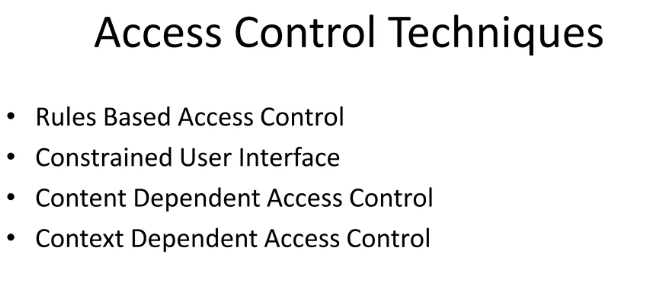 Access Control Techniques
• Rules Based Access Control
• Constrained User Interface
• Content Dependent Access Control
• Context Dependent Access Control